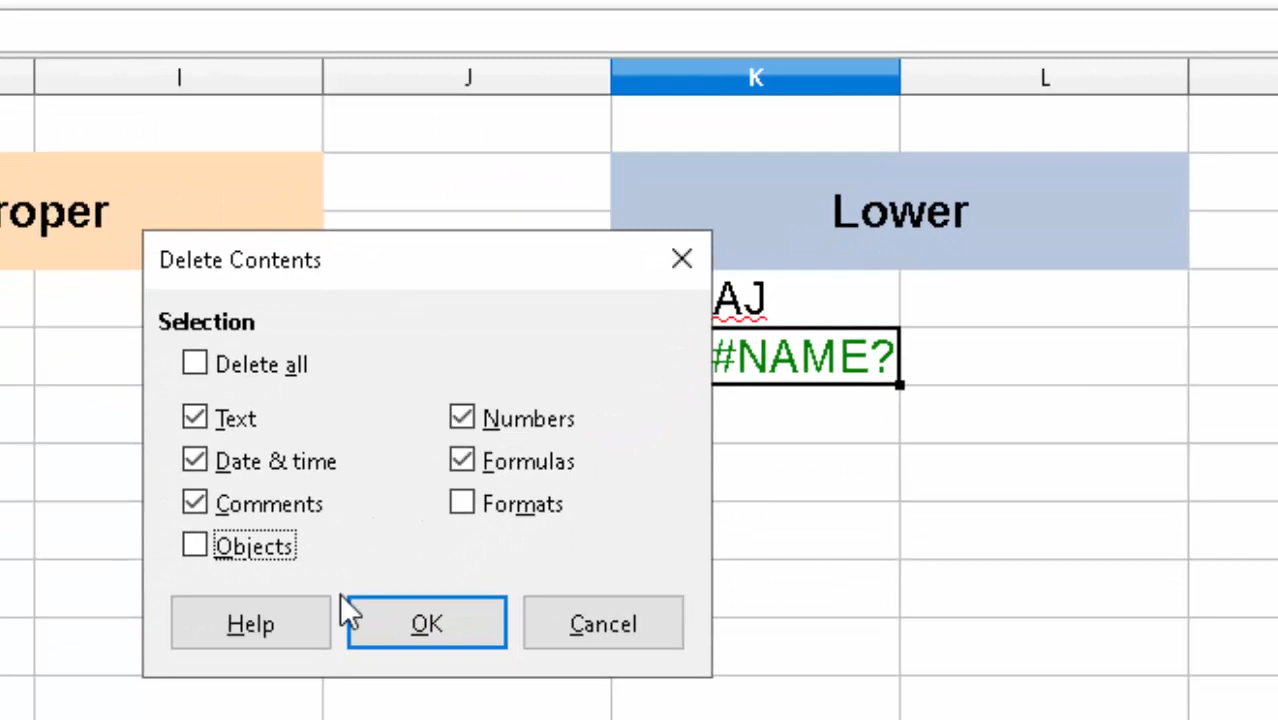 I J K L
roper Lower
Delete Contents
AJ
Selection
#NAME?
Delete all
Text Numbers
Date & time Formulas
Comments Formats
Objects
Help OK Cancel